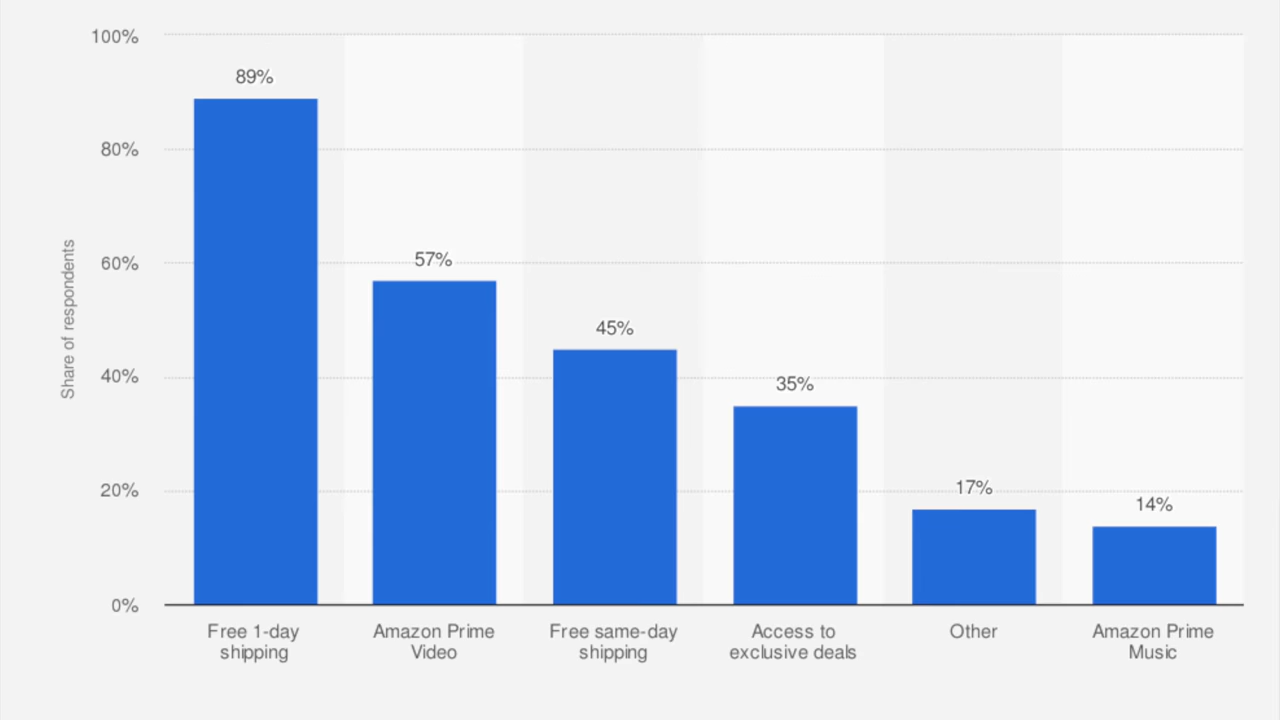 100%
80%
60%
40%
20%
0%
Share of respondents
89%
57%
45%
35%
17%
14%
Free 1-day
shipping
Amazon Prime
Video
Free same-day
shipping
Access to
exclusive deals
Other
Amazon Prime
Music